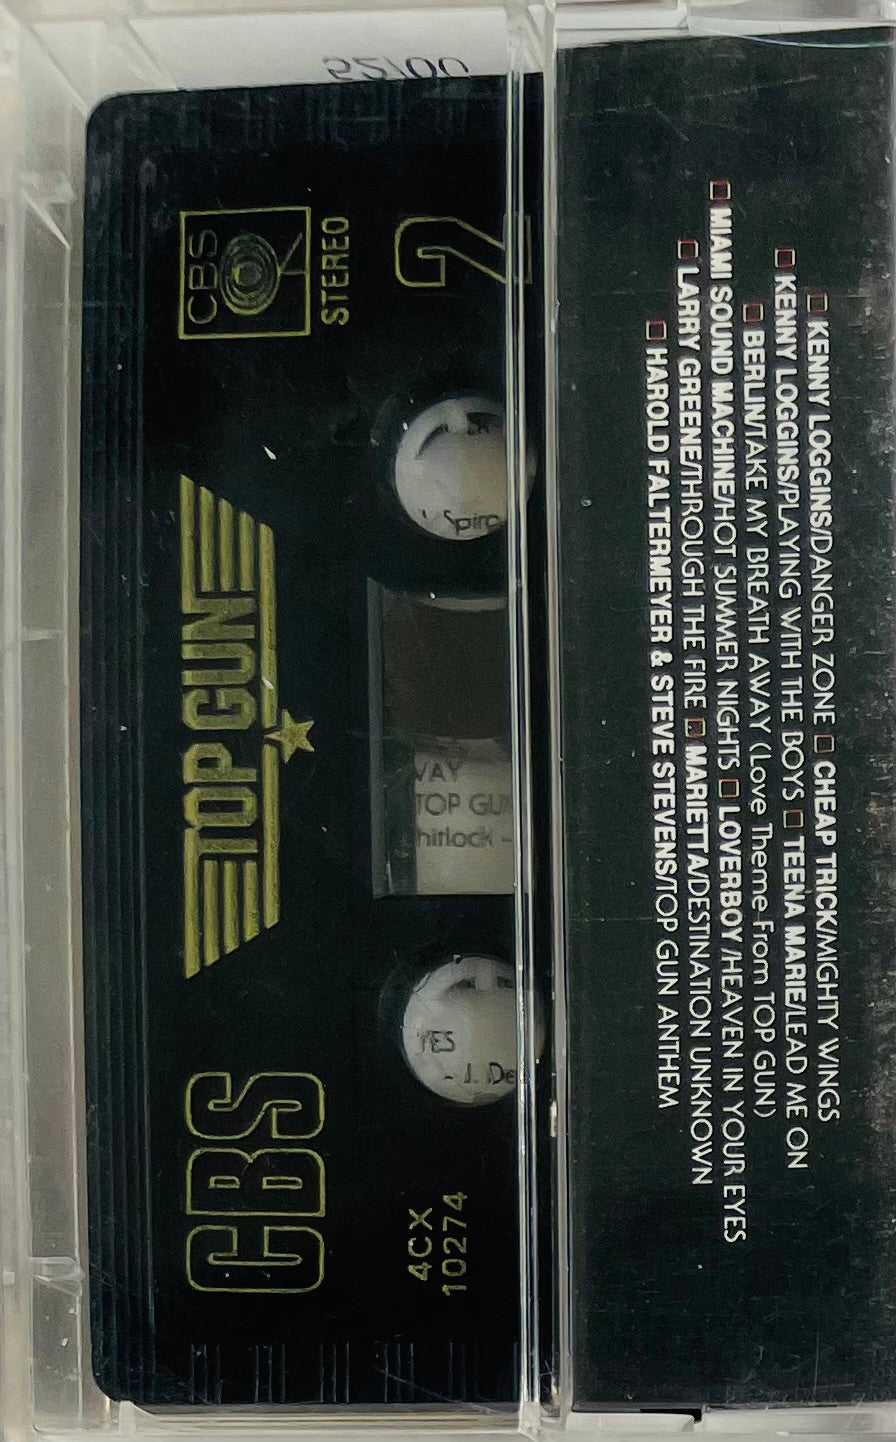 □ KENNY LOGGINS/DANGER ZONE □ CHEAP TRICK/MIGHTY WINGS
□ KENNY LOGGINS/PLAYING WITH THE BOYS □ TEENA MARIE/LEAD ME ON
□ BERLIN/TAKE MY BREATH AWAY (Love Theme From TOP GUN)
□ MIAMI SOUND MACHINE/HOT SUMMER NIGHTS □ LOVERBOY/HEAVEN IN YOUR EYES
□ LARRY GREENE/THROUGH THE FIRE □ MARIETTA/DESTINATION UNKNOWN
□ HAROLD FALTERMEYER & STEVE STEVENS/TOP GUN ANTHEM
CBS
TOP GUN
CBS
STEREO
2
4CX
10274
VAY
TOP GU
hitlock -
YES
- J. De